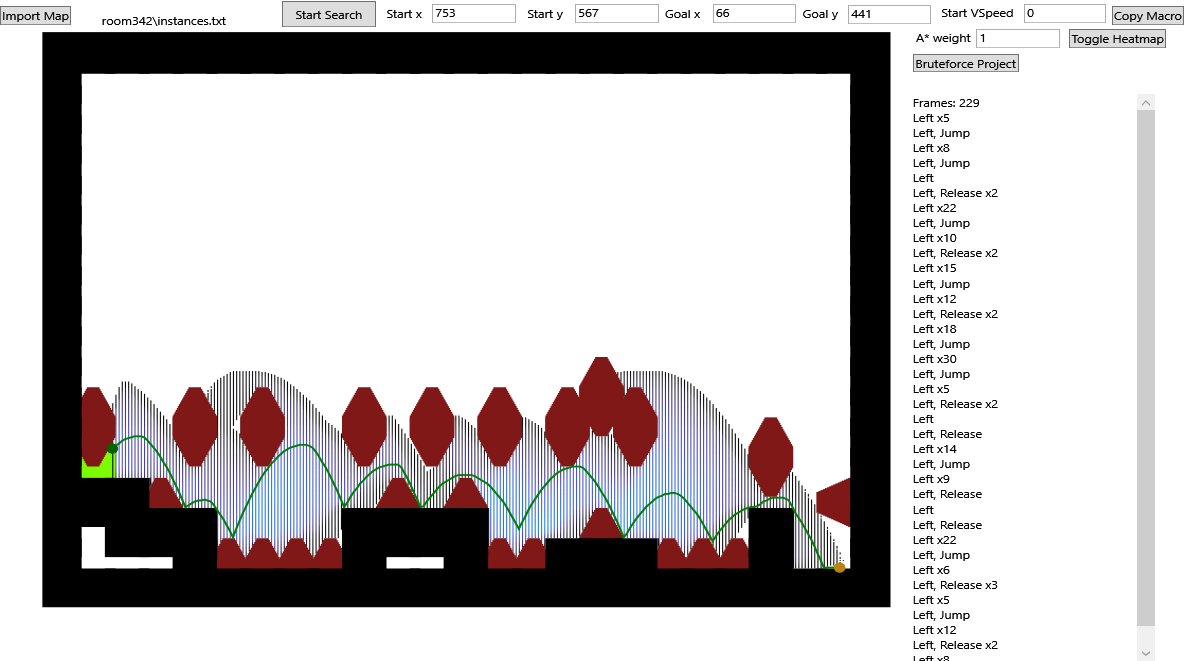 Import Map
room342\instances.txt
Start Search
Start x 753
Start y 567
Goal x 66
Goal y 441
Start VSpeed 0
Copy Macro
A* weight 1
Toggle Heatmap
Bruteforce Project
Frames: 229
Left x5
Left, Jump
Left x8
Left, Jump
Left
Left, Release x2
Left x22
Left, Jump
Left x10
Left, Release x2
Left x15
Left, Jump
Left x12
Left, Release x2
Left x18
Left, Jump
Left x30
Left, Jump
Left x5
Left, Release x2
Left
Left, Release
Left x14
Left, Jump
Left x9
Left, Release
Left
Left, Release
Left x22
Left, Jump
Left x6
Left, Release x3
Left x5
Left, Jump
Left x12
Left, Release x2
Left x8